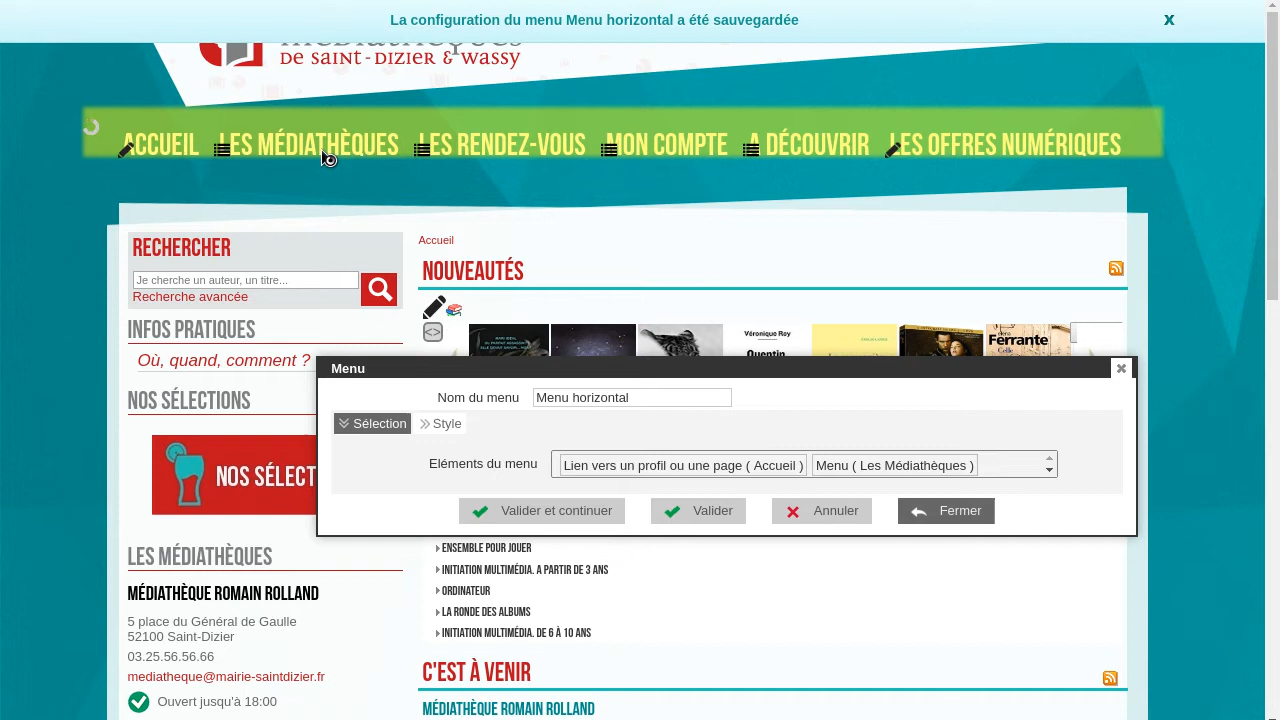 La configuration du menu Menu horizontal a été sauvegardée
x
médiathèques
DE SAINT-DIZIER & WASSY
ACCUEIL LES MÉDIATHÈQUES LES RENDEZ-VOUS MON COMPTE A DÉCOUVRIR LES OFFRES NUMÉRIQUES
RECHERCHER
Je cherche un auteur, un titre...
Recherche avancée
INFOS PRATIQUES
Où, quand, comment ?
NOS SÉLECTIONS
NOS SÉLECT
LES MÉDIATHÈQUES
MÉDIATHÈQUE ROMAIN ROLLAND
5 place du Général de Gaulle
52100 Saint-Dizier
03.25.56.56.66
mediatheque@mairie-saintdizier.fr
Ouvert jusqu'à 18:00
Accueil
NOUVEAUTÉS
<>
Véronique Roy
Quentin
elena
Ferrante
Celle
Menu
Nom du menu Menu horizontal
Sélection Style
Eléments du menu Lien vers un profil ou une page ( Accueil ) Menu ( Les Médiathèques )
Valider et continuer Valider Annuler Fermer
ENSEMBLE POUR JOUER
INITIATION MULTIMÉDIA. A PARTIR DE 3 ANS
ORDINATEUR
LA RONDE DES ALBUMS
INITIATION MULTIMÉDIA. DE 6 À 10 ANS
C'EST À VENIR
MÉDIATHÈQUE ROMAIN ROLLAND